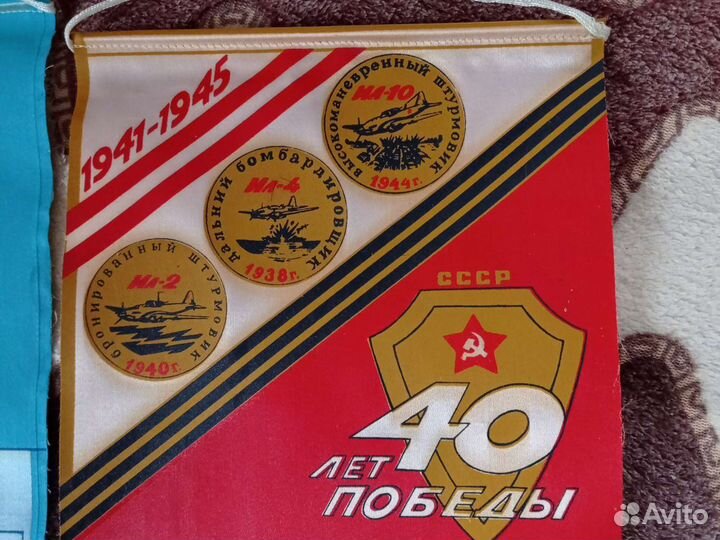 1941-1945
высокоманевренный штурмовик
ИЛ-10
1944г.
дальний бомбардировщик
ИЛ-4
1938г.
бронированный штурмовик
ИЛ-2
1940г.
СССР
40
ЛЕТ
ПОБЕДЫ
Avito